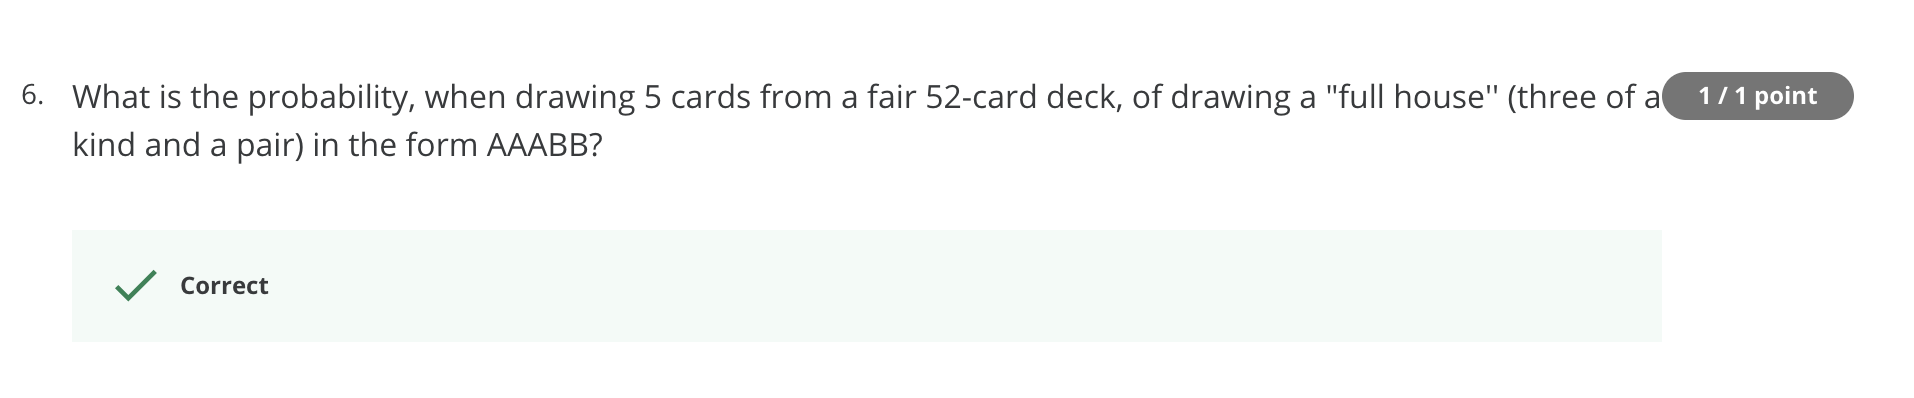 6. What is the probability, when drawing 5 cards from a fair 52-card deck, of drawing a "full house'' (three of a 1 / 1 point
kind and a pair) in the form AAABB?
Correct